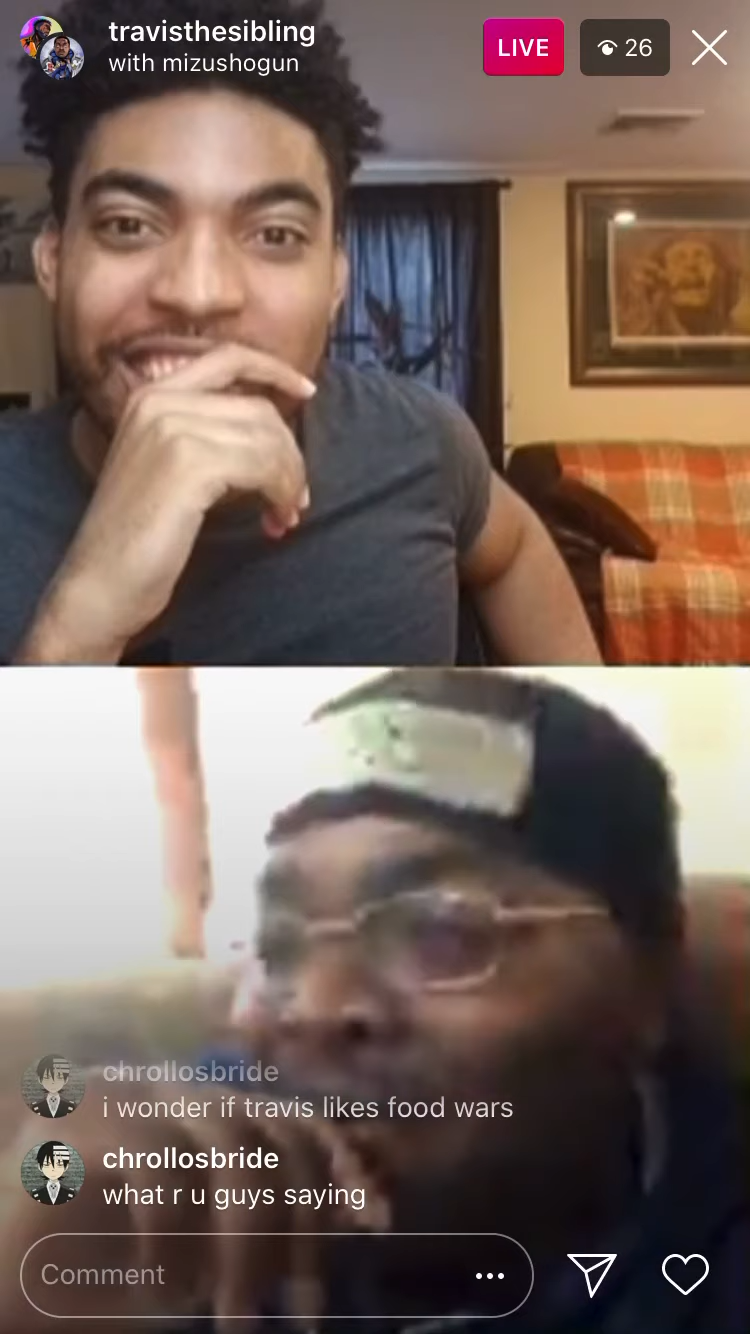 travisthesibling
with mizushogun
LIVE
26
chrollosbride
i wonder if travis likes food wars
chrollosbride
what r u guys saying
Comment